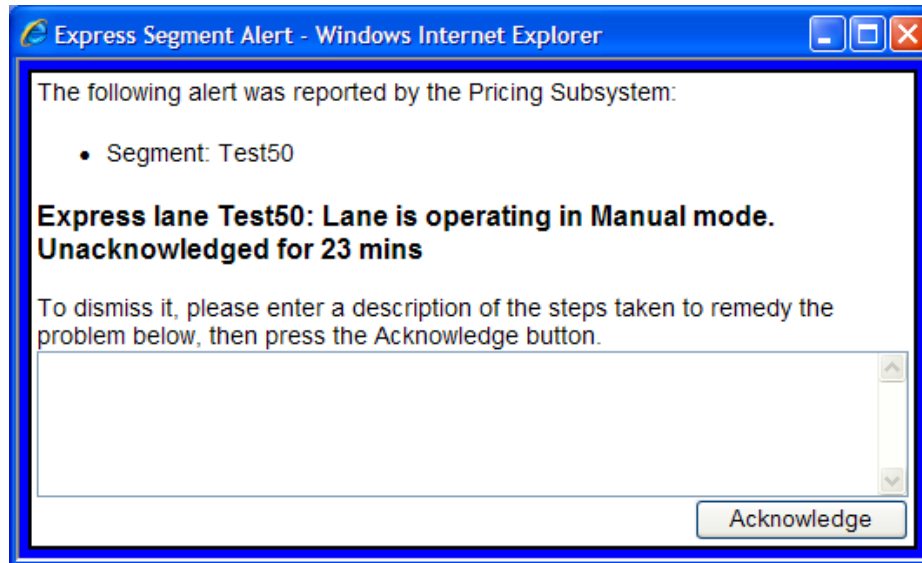 Express Segment Alert - Windows Internet Explorer
The following alert was reported by the Pricing Subsystem:
• Segment: Test50
Express lane Test50: Lane is operating in Manual mode.
Unacknowledged for 23 mins
To dismiss it, please enter a description of the steps taken to remedy the
problem below, then press the Acknowledge button.
Acknowledge